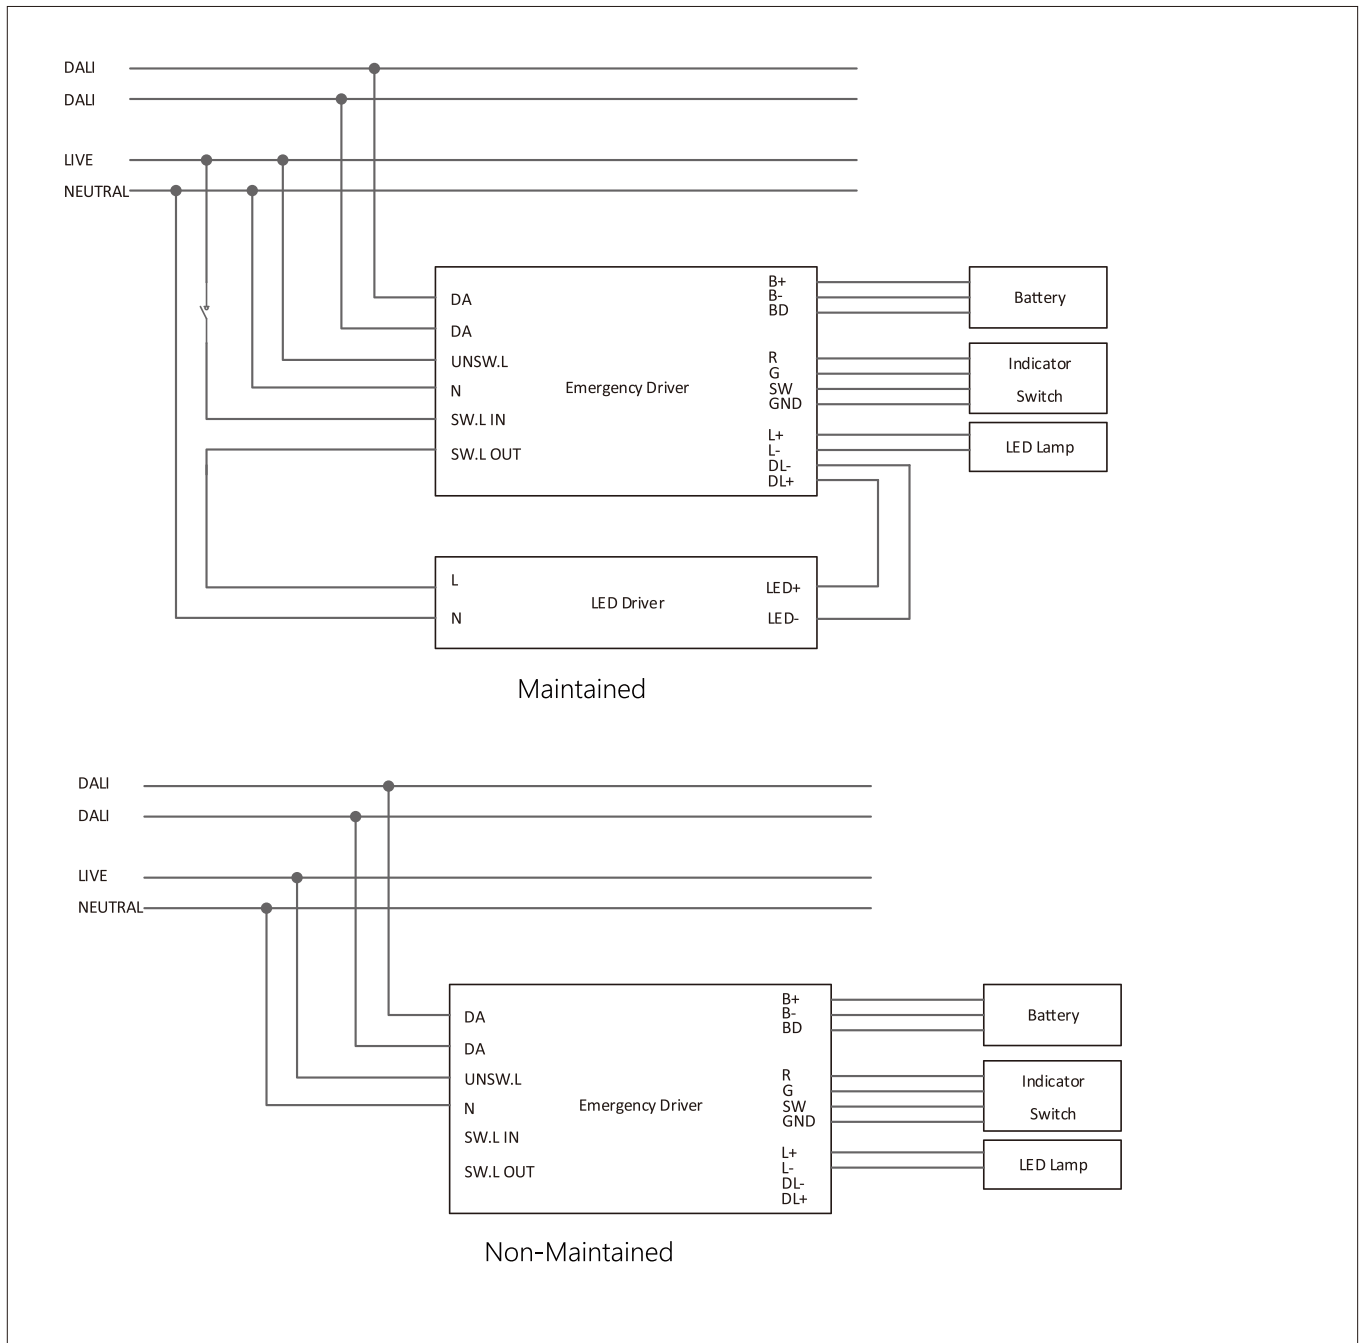 DALI
DALI
LIVE
NEUTRAL
DA
DA
UNSW.L
N
SW.L IN
SW.L OUT
Emergency Driver
B+
B-
BD
R
G
SW
GND
L+
L-
DL-
DL+
Battery
Indicator
Switch
LED Lamp
L
N
LED Driver
LED+
LED-
Maintained
DALI
DALI
LIVE
NEUTRAL
DA
DA
UNSW.L
N
SW.L IN
SW.L OUT
Emergency Driver
B+
B-
BD
R
G
SW
GND
L+
L-
DL-
DL+
Battery
Indicator
Switch
LED Lamp
Non-Maintained